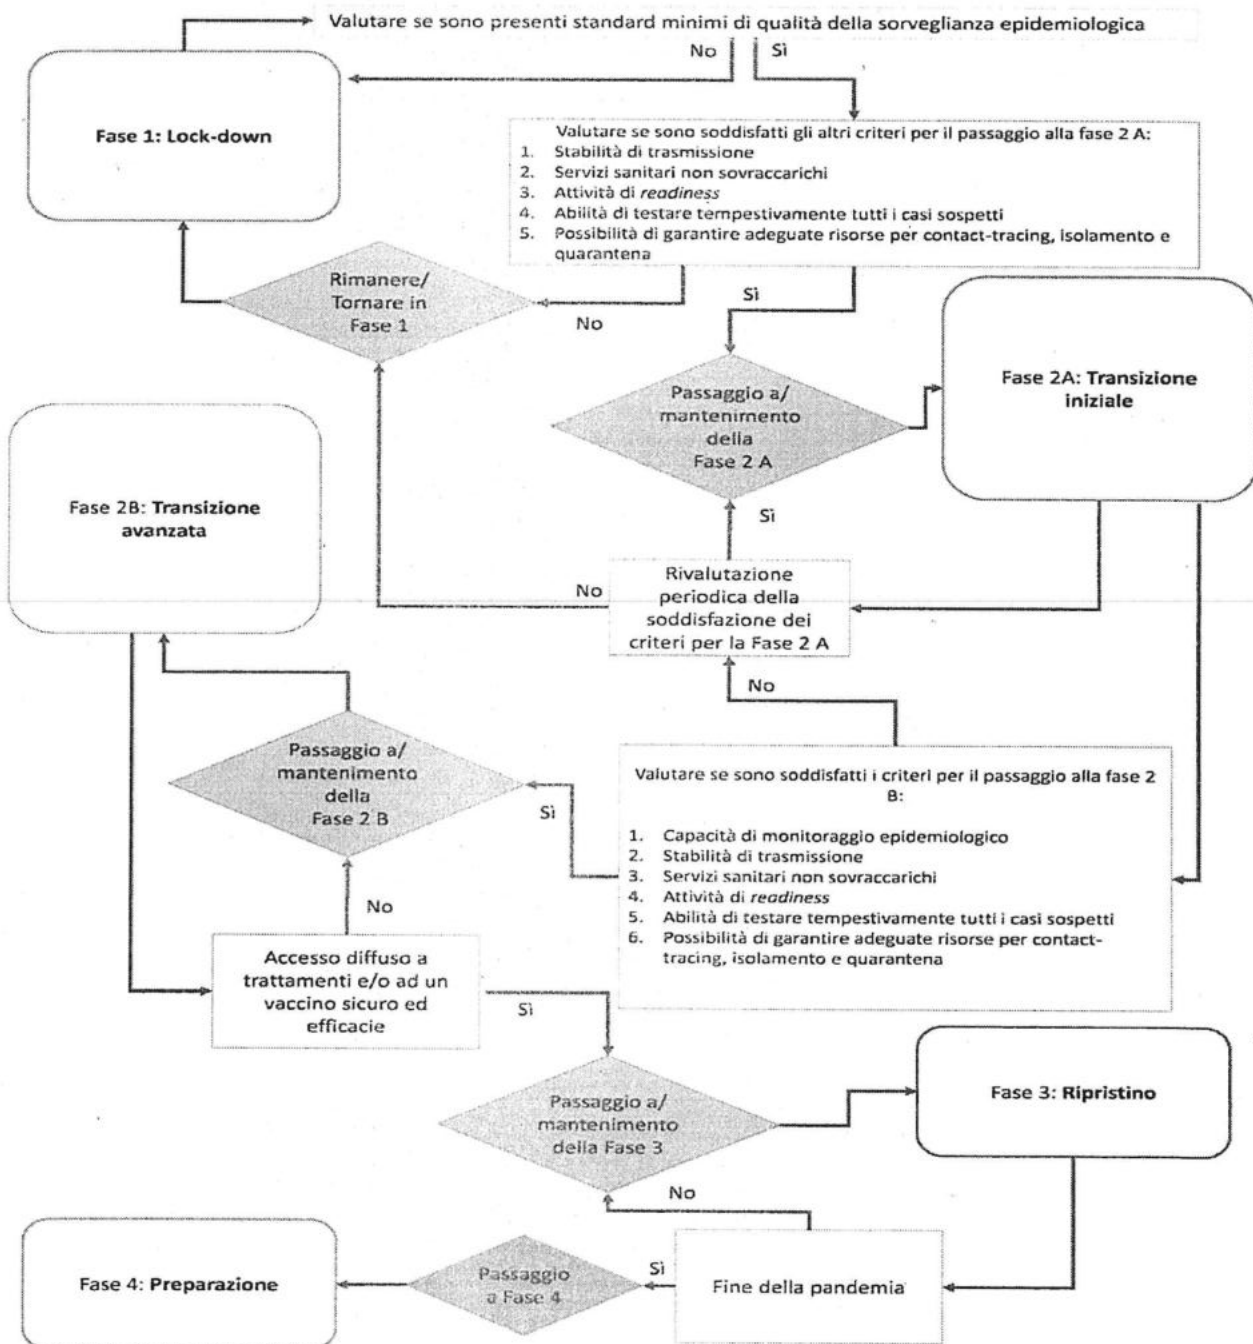 Valutare se sono presenti standard minimi di qualità della sorveglianza epidemiologica
No
Sì
Fase 1: Lock-down
Valutare se sono soddisfatti gli altri criteri per il passaggio alla fase 2 A:
1. Stabilità di trasmissione
2. Servizi sanitari non sovraccarichi
3. Attività di readiness
4. Abilità di testare tempestivamente tutti i casi sospetti
5. Possibilità di garantire adeguate risorse per contact-tracing, isolamento e
quarantena
Rimanere/
Tornare in
Fase 1
No
Sì
Passaggio a/
mantenimento
della
Fase 2 A
Fase 2A: Transizione
iniziale
Fase 2B: Transizione
avanzata
Sì
No
Rivalutazione
periodica della
soddisfazione dei
criteri per la Fase 2 A
No
Passaggio a/
mantenimento
della
Fase 2 B
Sì
Valutare se sono soddisfatti i criteri per il passaggio alla fase 2
B:
1. Capacità di monitoraggio epidemiologico
2. Stabilità di trasmissione
3. Servizi sanitari non sovraccarichi
4. Attività di readiness
5. Abilità di testare tempestivamente tutti i casi sospetti
6. Possibilità di garantire adeguate risorse per contact-
tracing, isolamento e quarantena
No
Accesso diffuso a
trattamenti e/o ad un
vaccino sicuro ed
efficacie
Sì
Passaggio a/
mantenimento
della Fase 3
Fase 3: Ripristino
No
Fase 4: Preparazione
Passaggio
a Fase 4
Sì
Fine della pandemia